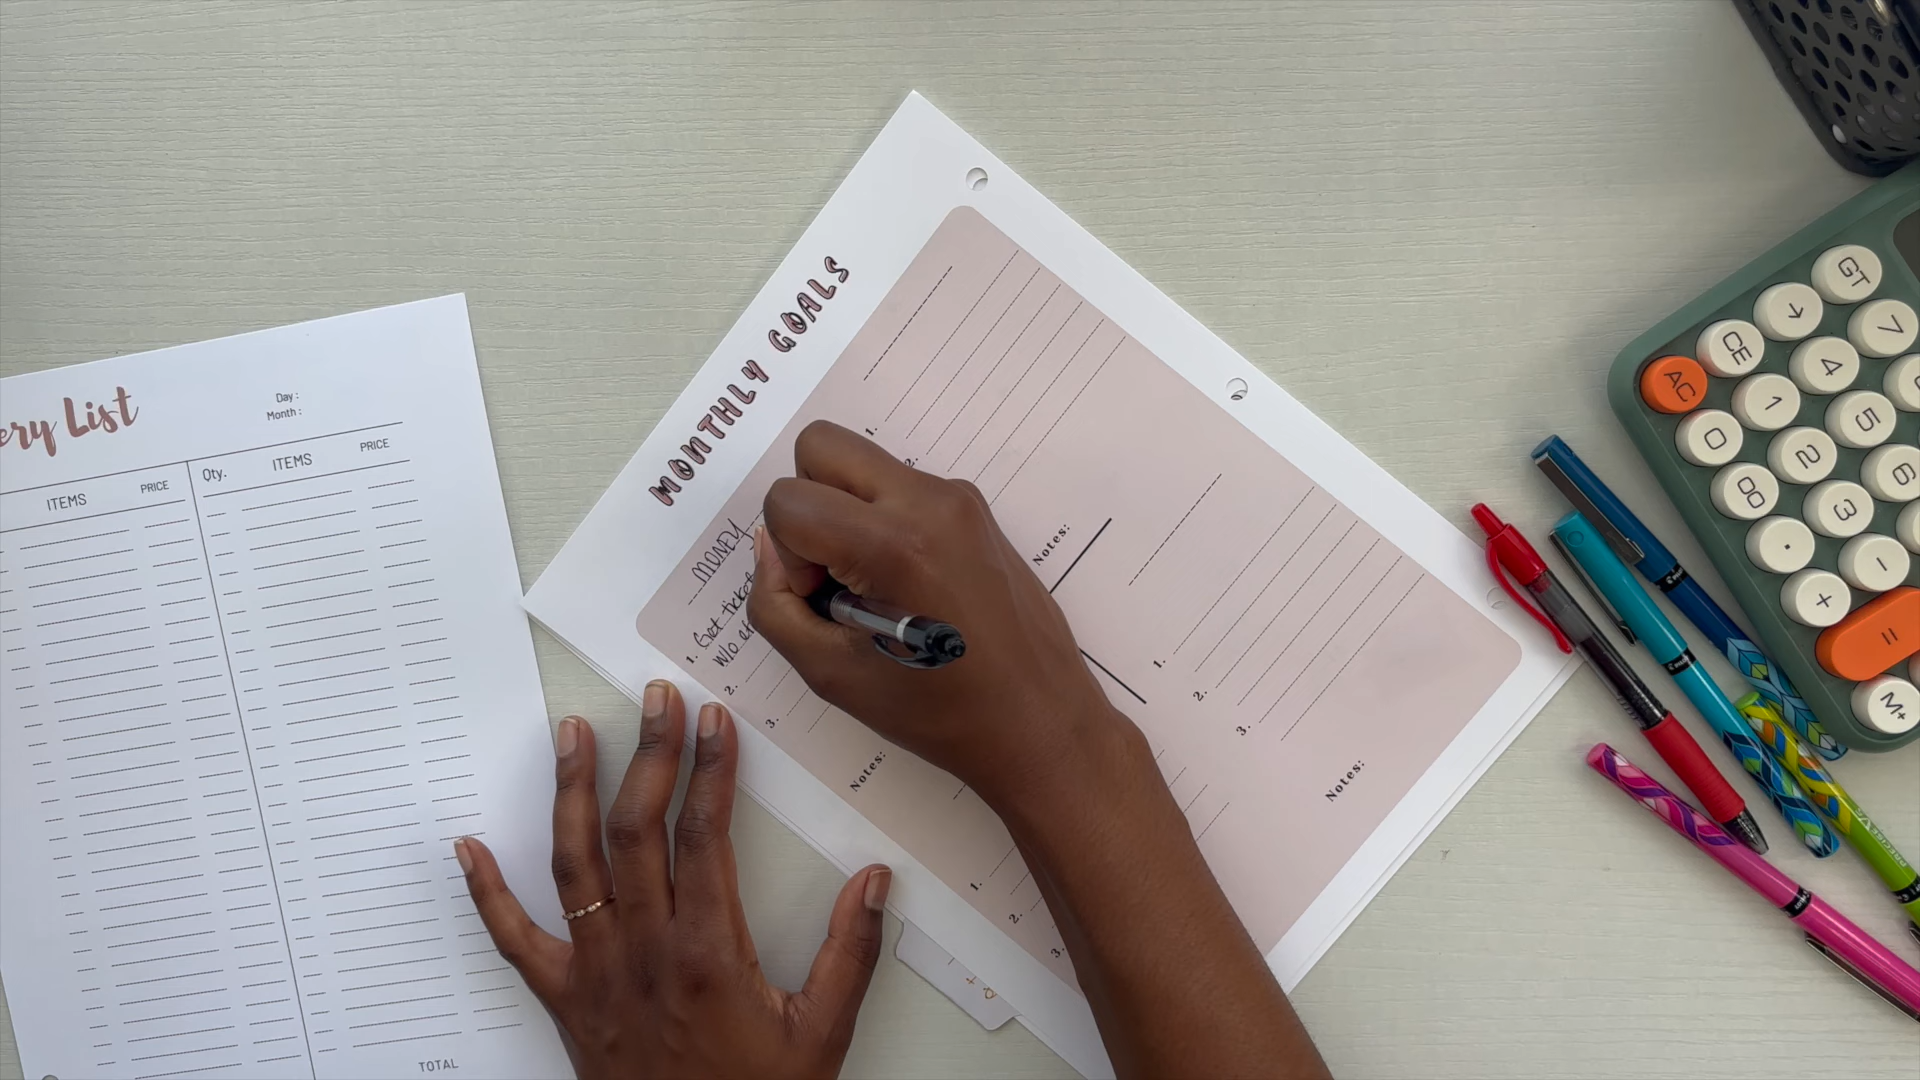 ery List
Day :
Month :
ITEMS PRICE Qty. ITEMS PRICE
TOTAL
MONTHLY GOALS
MONEY
1. Get ticket
w/o
2.
3.
Notes:
1.
2.
Notes:
1.
2.
3.
Notes:
1.
2.
3.
GT
→
7
CE
4
AC
1
5
0
2
6
00
3
·
−
+
=
M+